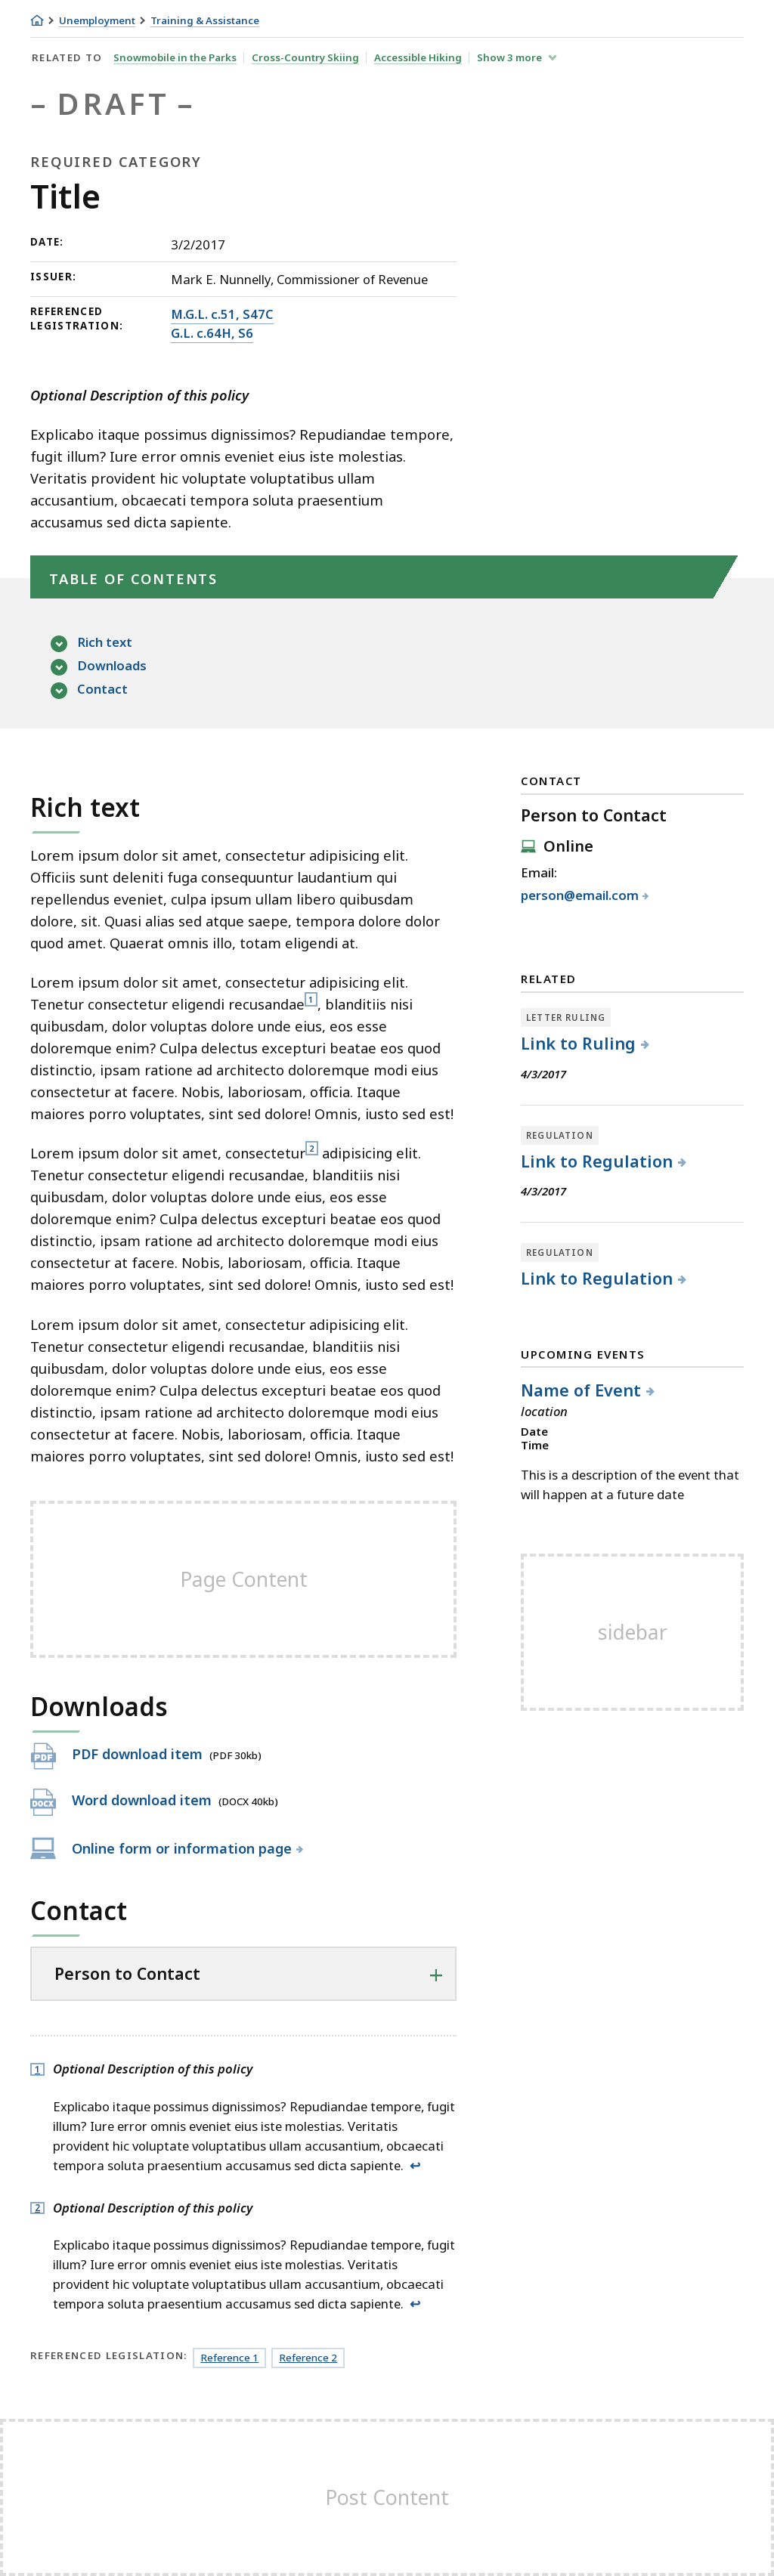 Unemployment Training & Assistance
RELATED TO Snowmobile in the Parks Cross-Country Skiing Accessible Hiking Show 3 more
– DRAFT –
REQUIRED CATEGORY
Title
DATE: 3/2/2017
ISSUER: Mark E. Nunnelly, Commissioner of Revenue
REFERENCED
LEGISTRATION:
M.G.L. c.51, S47C
G.L. c.64H, S6
Optional Description of this policy
Explicabo itaque possimus dignissimos? Repudiandae tempore,
fugit illum? Iure error omnis eveniet eius iste molestias.
Veritatis provident hic voluptate voluptatibus ullam
accusantium, obcaecati tempora soluta praesentium
accusamus sed dicta sapiente.
TABLE OF CONTENTS
Rich text
Downloads
Contact
Rich text
Lorem ipsum dolor sit amet, consectetur adipisicing elit.
Officiis sunt deleniti fuga consequuntur laudantium qui
repellendus eveniet, culpa ipsum ullam libero quibusdam
dolore, sit. Quasi alias sed atque saepe, tempora dolore dolor
quod amet. Quaerat omnis illo, totam eligendi at.
Lorem ipsum dolor sit amet, consectetur adipisicing elit.
Tenetur consectetur eligendi recusandae1, blanditiis nisi
quibusdam, dolor voluptas dolore unde eius, eos esse
doloremque enim? Culpa delectus excepturi beatae eos quod
distinctio, ipsam ratione ad architecto doloremque modi eius
consectetur at facere. Nobis, laboriosam, officia. Itaque
maiores porro voluptates, sint sed dolore! Omnis, iusto sed est!
Lorem ipsum dolor sit amet, consectetur2 adipisicing elit.
Tenetur consectetur eligendi recusandae, blanditiis nisi
quibusdam, dolor voluptas dolore unde eius, eos esse
doloremque enim? Culpa delectus excepturi beatae eos quod
distinctio, ipsam ratione ad architecto doloremque modi eius
consectetur at facere. Nobis, laboriosam, officia. Itaque
maiores porro voluptates, sint sed dolore! Omnis, iusto sed est!
Lorem ipsum dolor sit amet, consectetur adipisicing elit.
Tenetur consectetur eligendi recusandae, blanditiis nisi
quibusdam, dolor voluptas dolore unde eius, eos esse
doloremque enim? Culpa delectus excepturi beatae eos quod
distinctio, ipsam ratione ad architecto doloremque modi eius
consectetur at facere. Nobis, laboriosam, officia. Itaque
maiores porro voluptates, sint sed dolore! Omnis, iusto sed est!
Page Content
Downloads
PDF PDF download item (PDF 30kb)
DOCX Word download item (DOCX 40kb)
Online form or information page
Contact
Person to Contact
1 Optional Description of this policy
Explicabo itaque possimus dignissimos? Repudiandae tempore, fugit
illum? Iure error omnis eveniet eius iste molestias. Veritatis
provident hic voluptate voluptatibus ullam accusantium, obcaecati
tempora soluta praesentium accusamus sed dicta sapiente. ↩
2 Optional Description of this policy
Explicabo itaque possimus dignissimos? Repudiandae tempore, fugit
illum? Iure error omnis eveniet eius iste molestias. Veritatis
provident hic voluptate voluptatibus ullam accusantium, obcaecati
tempora soluta praesentium accusamus sed dicta sapiente. ↩
REFERENCED LEGISLATION: Reference 1 Reference 2
CONTACT
Person to Contact
Online
Email:
person@email.com
RELATED
LETTER RULING
Link to Ruling
4/3/2017
REGULATION
Link to Regulation
4/3/2017
REGULATION
Link to Regulation
UPCOMING EVENTS
Name of Event
location
Date
Time
This is a description of the event that
will happen at a future date
sidebar
Post Content